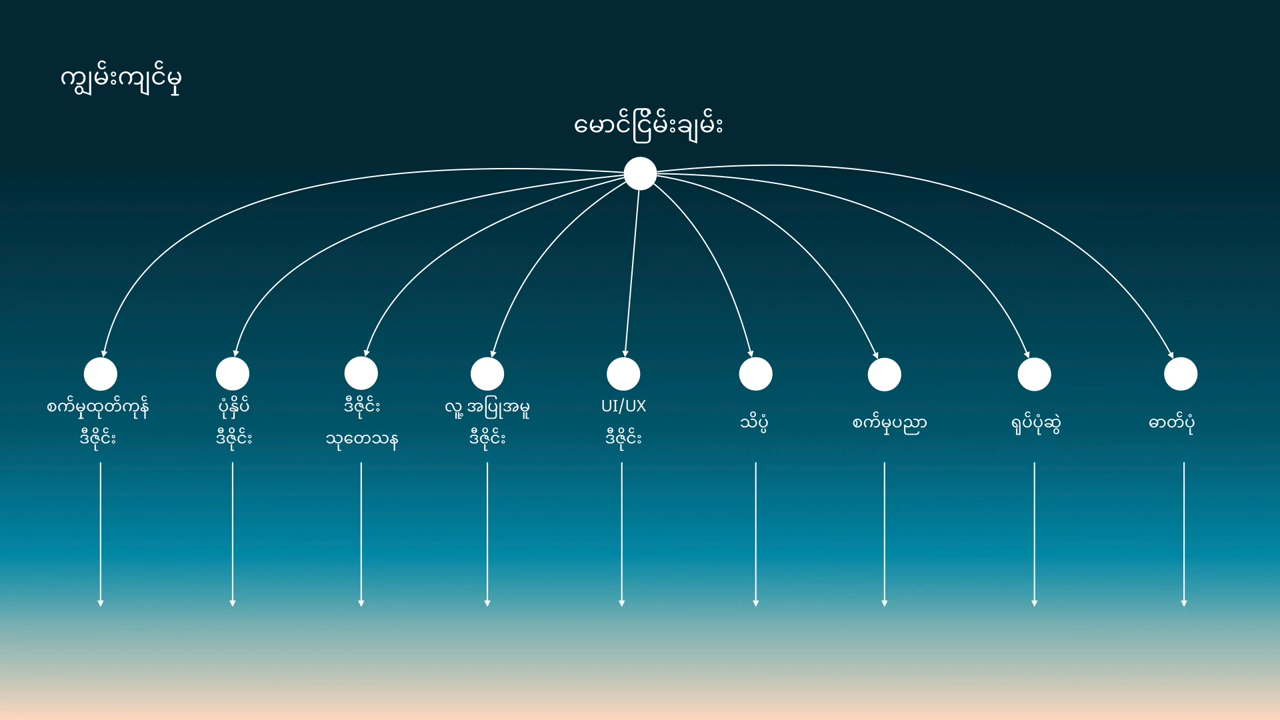 ကျွမ်းကျင်မှု
မောင်ငြိမ်းချမ်း
စက်မှုထုတ်ကုန်
ဒီဇိုင်း
ပုံနှိပ်
ဒီဇိုင်း
ဒီဇိုင်း
သုတေသန
လူ့ အပြုအမူ
ဒီဇိုင်း
UI/UX
ဒီဇိုင်း
သိပ္ပံ
စက်မှုပညာ
ရုပ်ပုံဆွဲ
ဓာတ်ပုံ